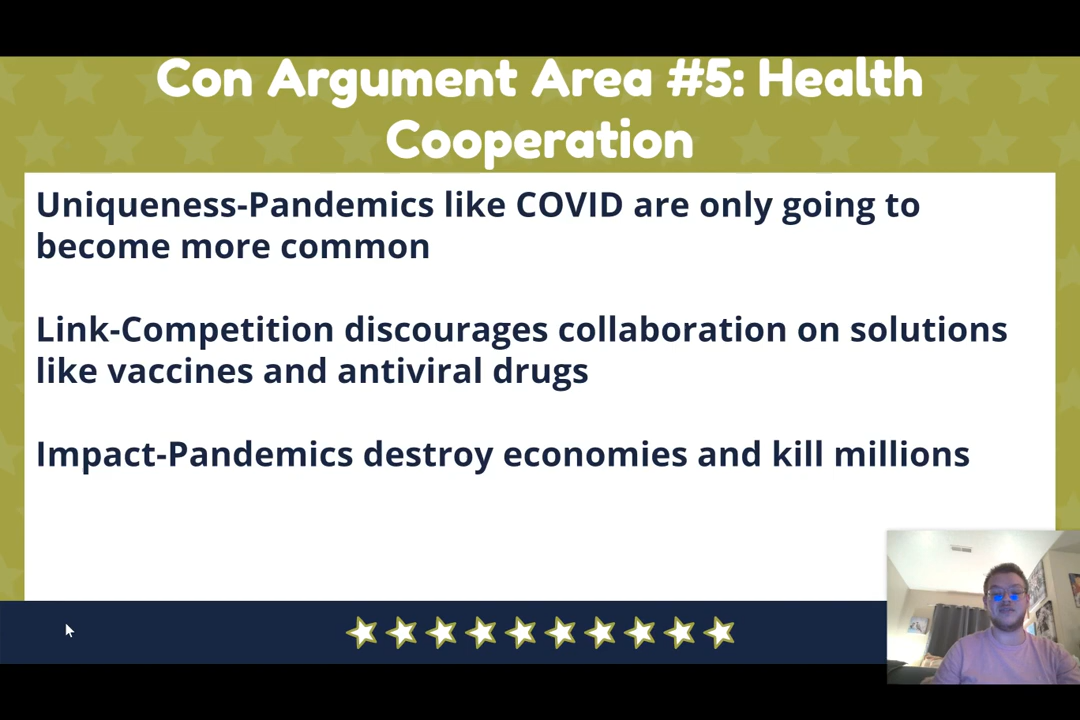 Con Argument Area #5: Health
Cooperation
Uniqueness-Pandemics like COVID are only going to
become more common
Link-Competition discourages collaboration on solutions
like vaccines and antiviral drugs
Impact-Pandemics destroy economies and kill millions